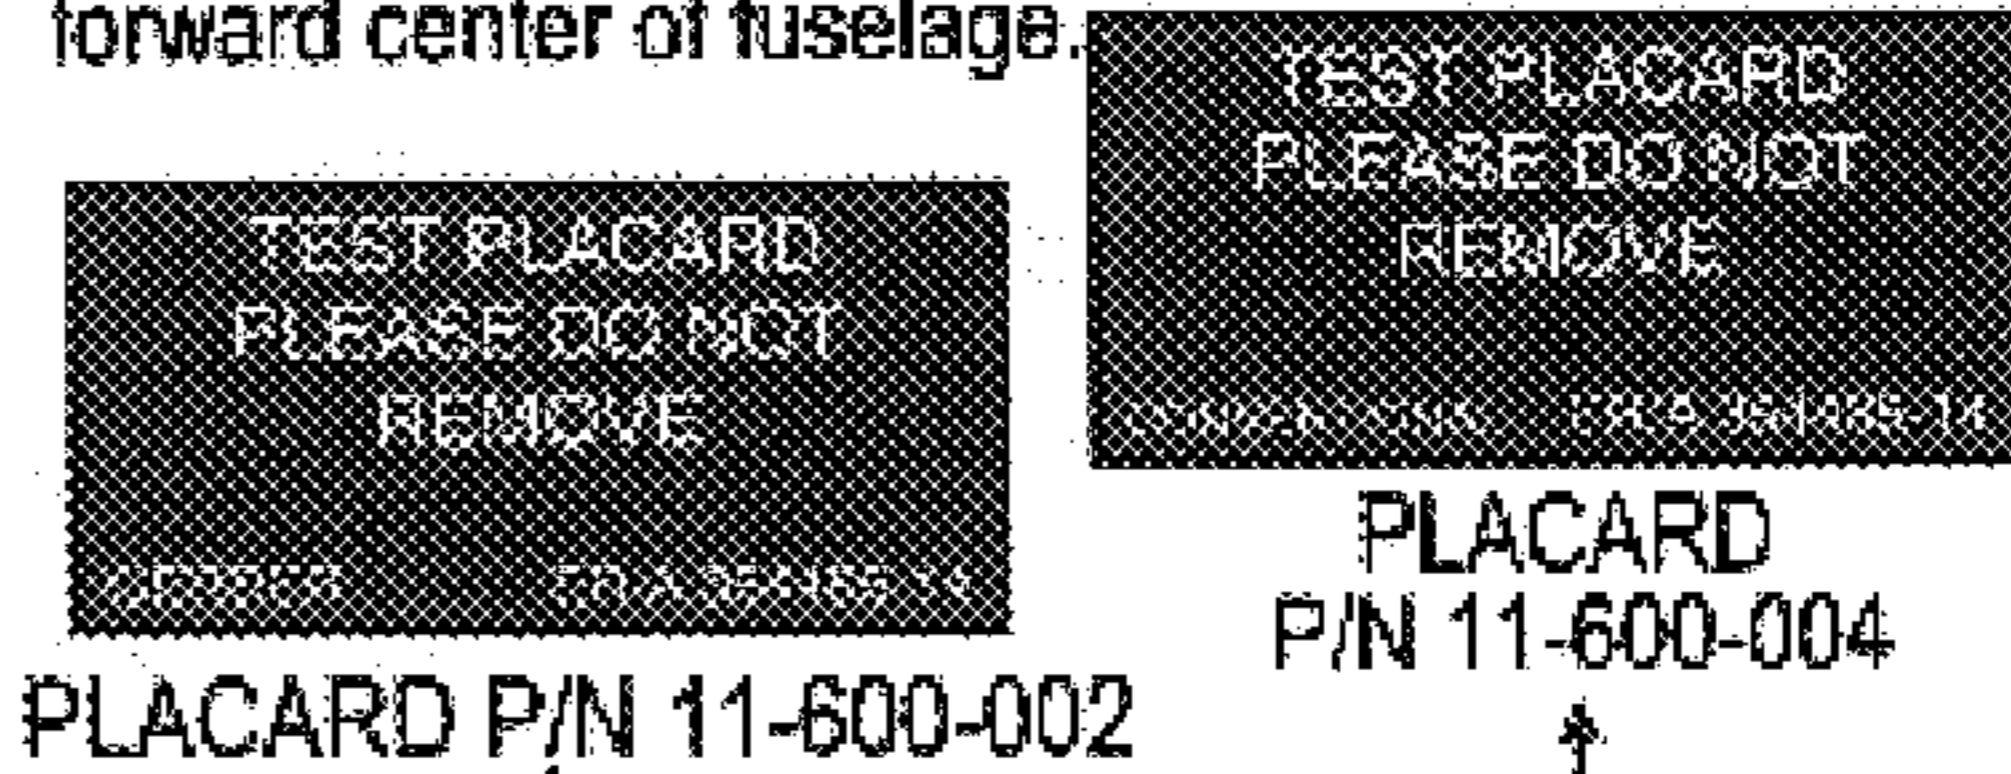 forward center of fuselage.
TEST PLACARD
PLEASE DO NOT
REMOVE
PLACARD P/N 11-600-002
TEST PLACARD
PLEASE DO NOT
REMOVE
PLACARD
P/N 11-600-004